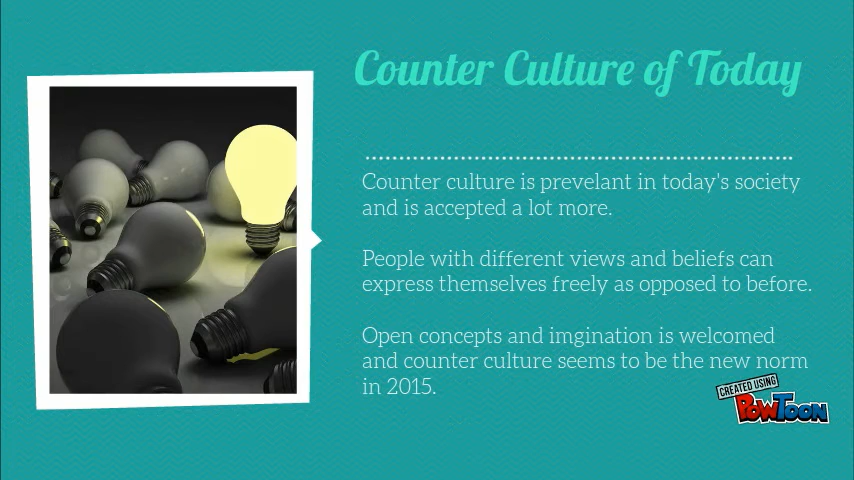 Counter Culture of Today
Counter culture is prevelant in today's society
and is accepted a lot more.
People with different views and beliefs can
express themselves freely as opposed to before.
Open concepts and imgination is welcomed
and counter culture seems to be the new norm
in 2015.
CREATED USING
POWTOON